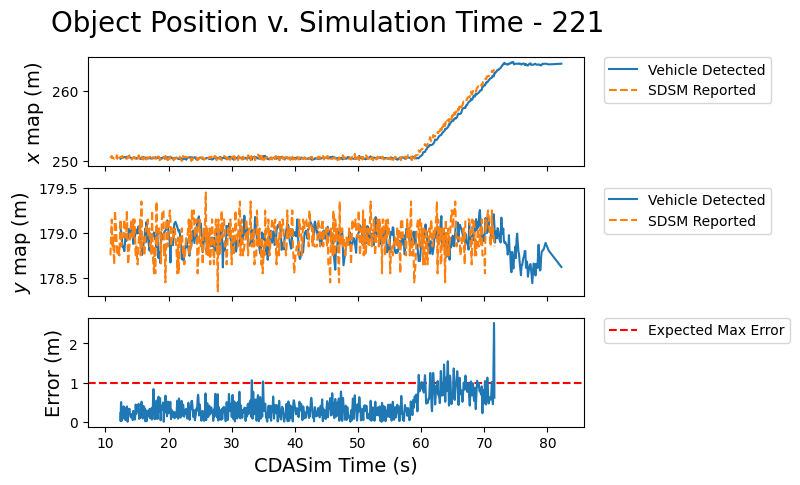 Object Position v. Simulation Time - 221
x map (m)
260
250
Vehicle Detected
SDSM Reported
y map (m)
179.5
179.0
178.5
Vehicle Detected
SDSM Reported
Error (m)
2
1
0
Expected Max Error
10 20 30 40 50 60 70 80
CDASim Time (s)